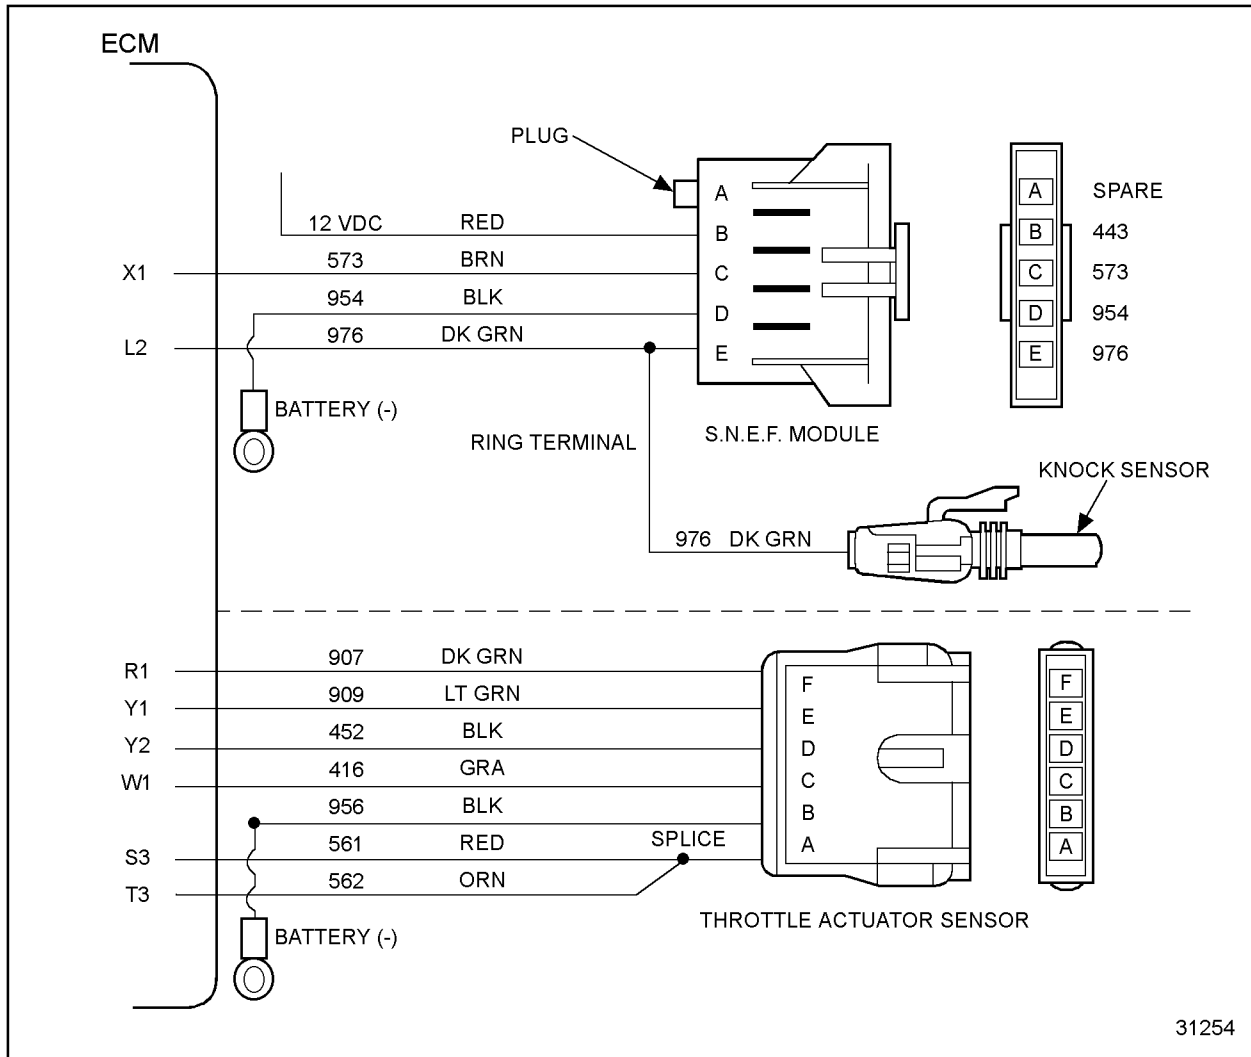 ECM
PLUG
12 VDC RED
X1 573 BRN
954 BLK
L2 976 DK GRN
A
B
C
D
E
A SPARE
B 443
C 573
D 954
E 976
BATTERY (-)
RING TERMINAL
S.N.E.F. MODULE
KNOCK SENSOR
976 DK GRN
R1 907 DK GRN
Y1 909 LT GRN
Y2 452 BLK
W1 416 GRA
956 BLK
S3 561 RED
SPLICE
T3 562 ORN
F
E
D
C
B
A
F
E
D
C
B
A
BATTERY (-)
THROTTLE ACTUATOR SENSOR
31254